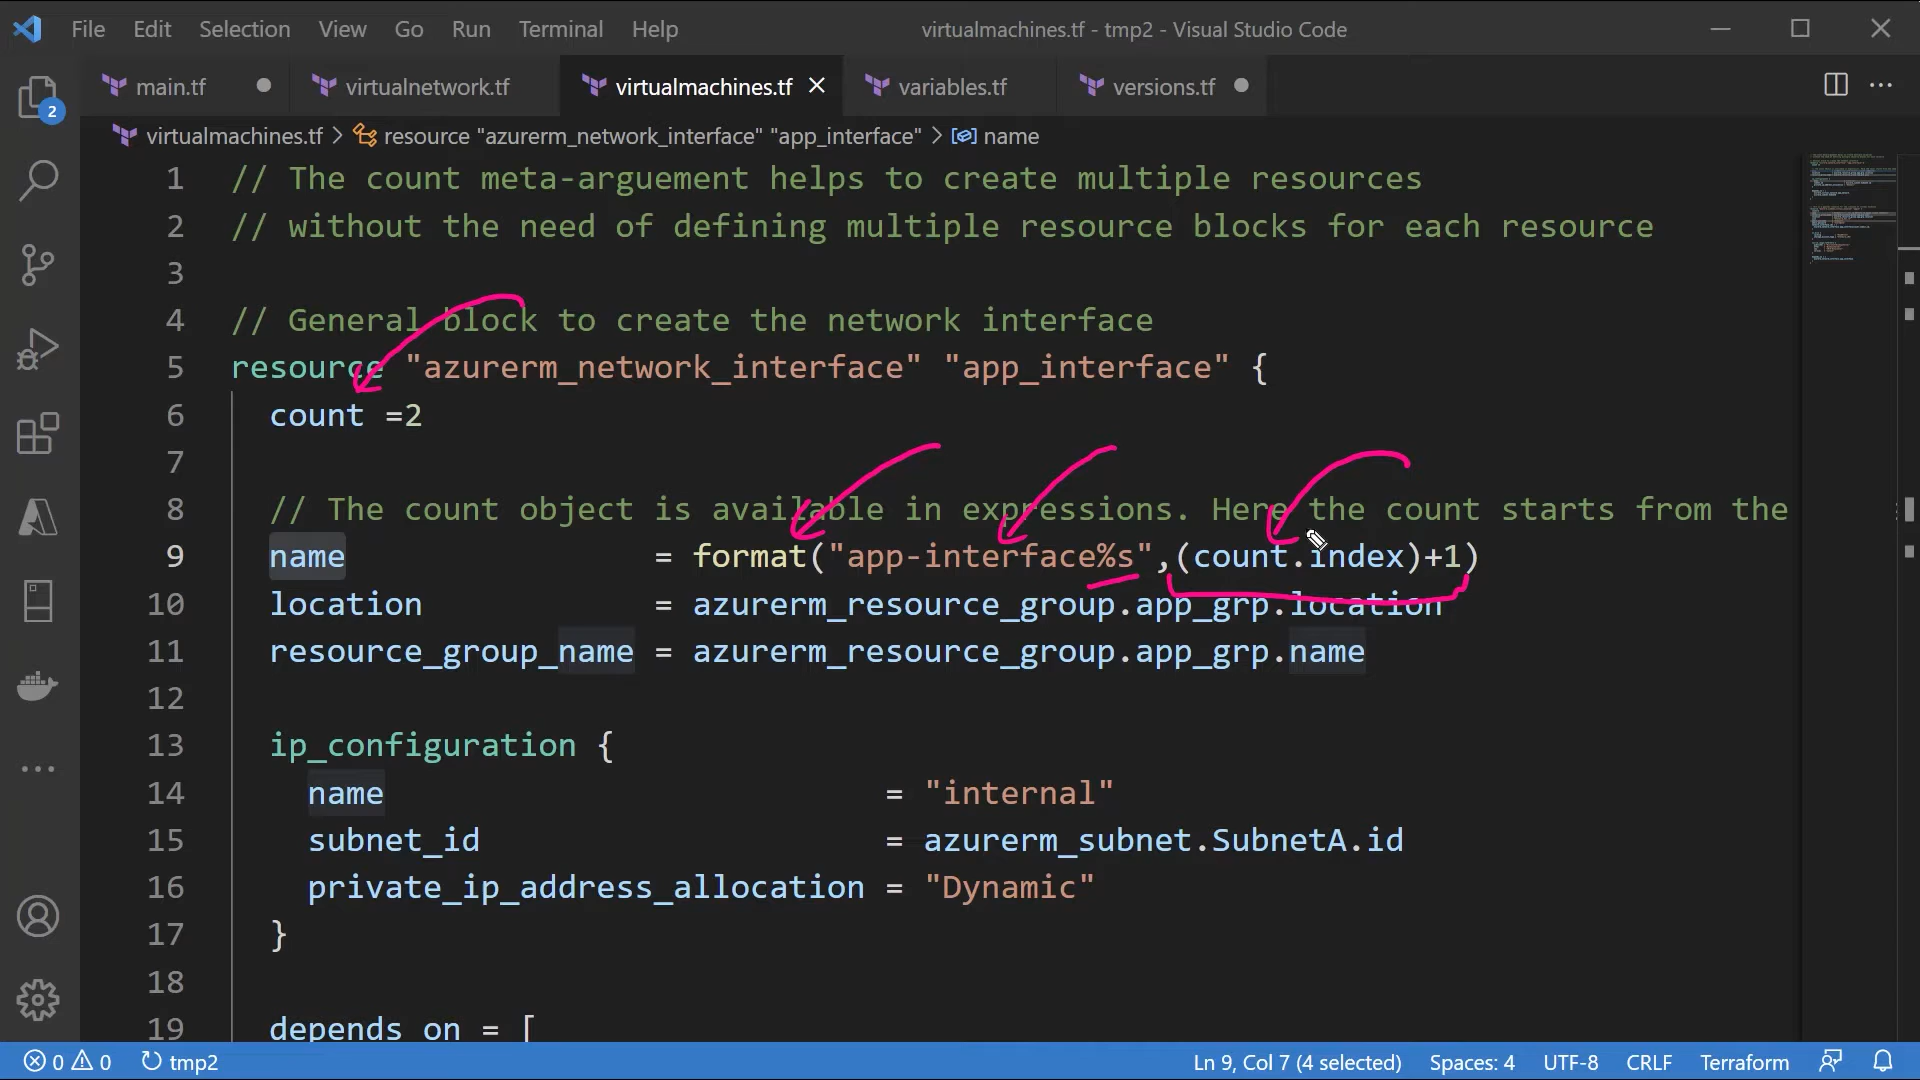 File Edit Selection View Go Run Terminal Help virtualmachines.tf - tmp2 - Visual Studio Code
main.tf virtualnetwork.tf virtualmachines.tf variables.tf versions.tf
2
virtualmachines.tf > resource "azurerm_network_interface" "app_interface" > name
1 // The count meta-arguement helps to create multiple resources
2 // without the need of defining multiple resource blocks for each resource
3
4 // General block to create the network interface
5 resource "azurerm_network_interface" "app_interface" {
6 count =2
7
8 // The count object is available in expressions. Here the count starts from the
9 name = format("app-interface%s",(count.index)+1)
10 location = azurerm_resource_group.app_grp.location
11 resource_group_name = azurerm_resource_group.app_grp.name
12
13 ip_configuration {
14 name = "internal"
15 subnet_id = azurerm_subnet.SubnetA.id
16 private_ip_address_allocation = "Dynamic"
17 }
18
19 depends_on = [
0 0 tmp2 Ln 9, Col 7 (4 selected) Spaces: 4 UTF-8 CRLF Terraform